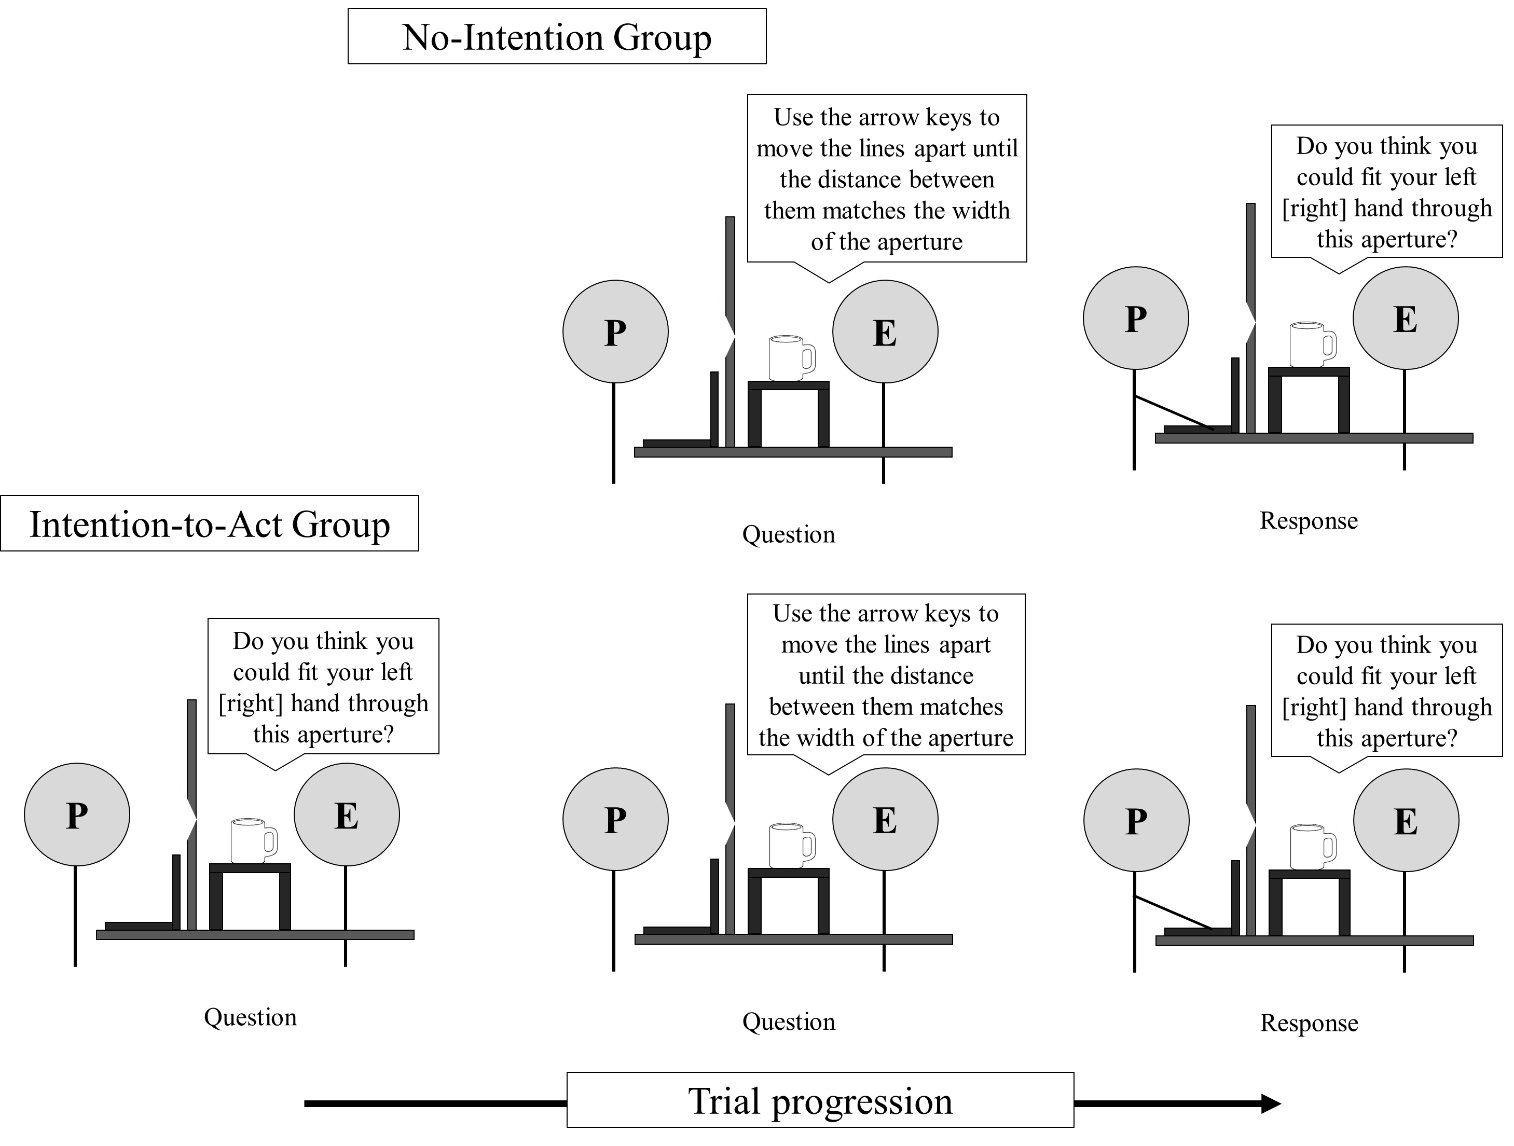 No-Intention Group
Use the arrow keys to
move the lines apart until
the distance between
them matches the width
of the aperture
Do you think you
could fit your left
[right] hand through
this aperture?
P
E
P
E
Question
Response
Intention-to-Act Group
Do you think you
could fit your left
[right] hand through
this aperture?
Use the arrow keys to
move the lines apart
until the distance
between them matches
the width of the aperture
Do you think you
could fit your left
[right] hand through
this aperture?
P
E
P
E
P
E
Question
Question
Response
Trial progression